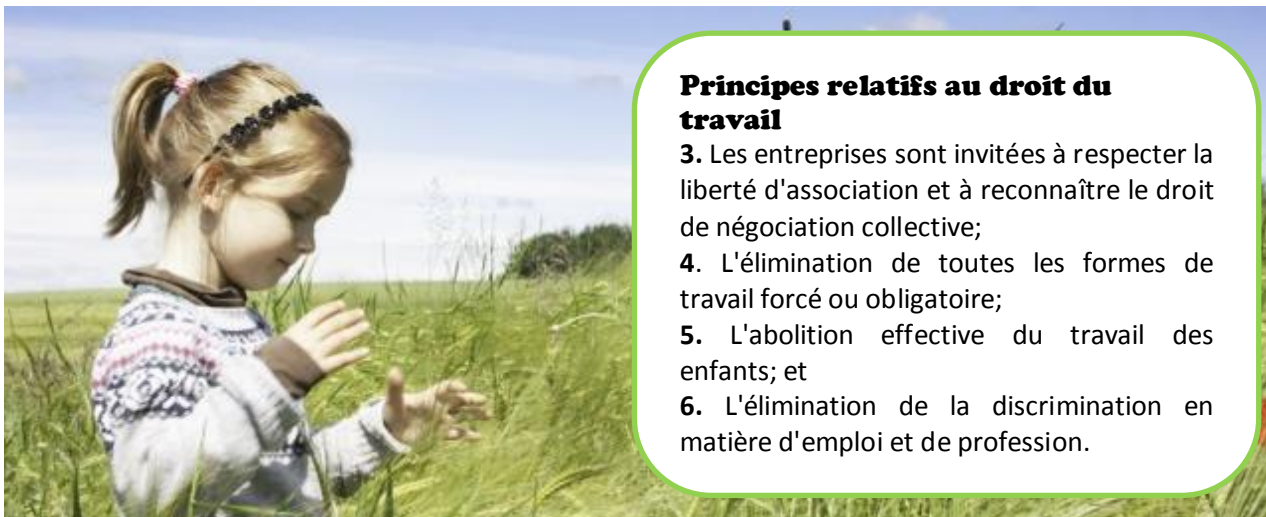 Principes relatifs au droit du
travail
3. Les entreprises sont invitées à respecter la
liberté d'association et à reconnaître le droit
de négociation collective;
4. L'élimination de toutes les formes de
travail forcé ou obligatoire;
5. L'abolition effective du travail des
enfants; et
6. L'élimination de la discrimination en
matière d'emploi et de profession.